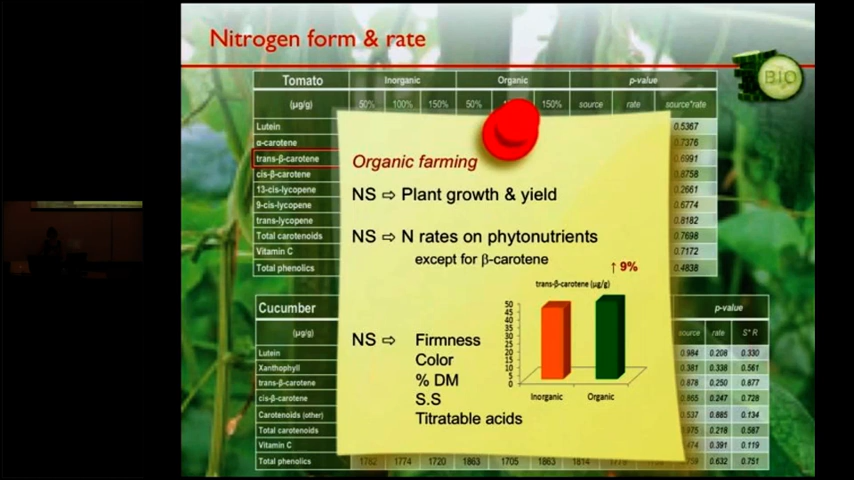 Nitrogen form & rate
BIO
Tomato Inorganic Organic p-value
(µg/g) 50% 100% 150% 50% 150% source rate source*rate
Lutein 0.5367
α-carotene 0.7376
trans-β-carotene 0.6991
cis-β-carotene 0.8758
13-cis-lycopene 0.2661
9-cis-lycopene 0.6774
trans-lycopene 0.8182
Total carotenoids 0.7698
Vitamin C 0.7172
Total phenolics 0.4838
Organic farming
NS ⇨ Plant growth & yield
NS ⇨ N rates on phytonutrients
except for β-carotene
↑ 9%
trans-β-carotene (µg/g)
50
45
40
35
30
25
20
15
10
5
0
Inorganic Organic
NS ⇨ Firmness
Color
% DM
S.S
Titratable acids
Cucumber p-value
(µg/g) source rate S* R
Lutein 0.984 0.208 0.330
Xanthophyll 0.381 0.338 0.561
trans-β-carotene 0.878 0.250 0.877
cis-β-carotene 0.865 0.247 0.728
Carotenoids (other) 0.537 0.885 0.134
Total carotenoids 0.218 0.587
Vitamin C 0.391 0.119
Total phenolics 1782 1774 1720 1863 1705 1863 1814 0.632 0.751